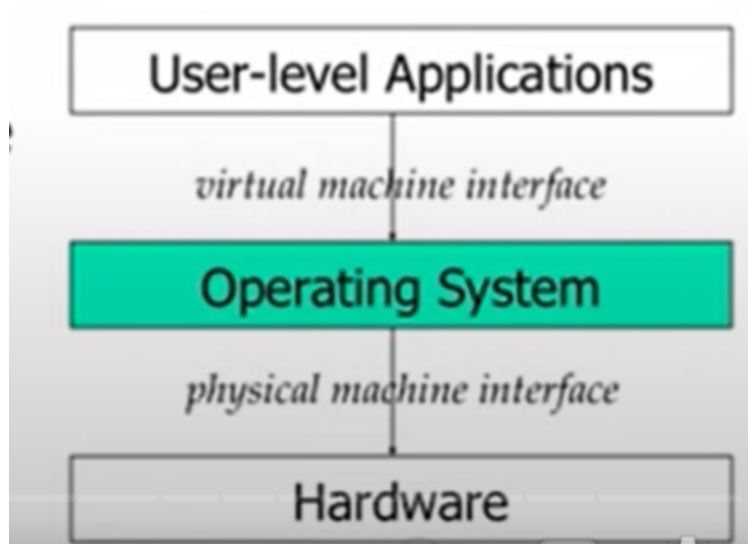 User-level Applications
virtual machine interface
Operating System
physical machine interface
Hardware